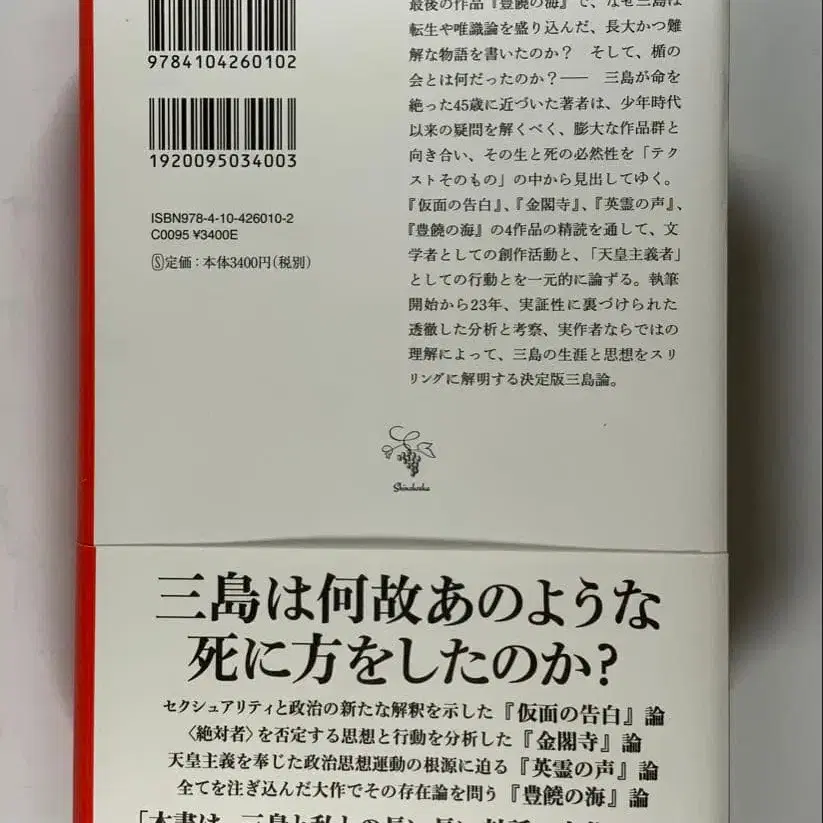 最後の作品『豊饒の海』で、なぜ三島は
転生や唯識論を盛り込んだ、長大かつ難
解な物語を書いたのか？　そして、楯の
会とは何だったのか？――　三島が命を
絶った45歳に近づいた著者は、少年時代
以来の疑問を解くべく、膨大な作品群と
向き合い、その生と死の必然性を「テク
ストそのもの」の中から見出してゆく。
『仮面の告白』、『金閣寺』、『英霊の声』、
『豊饒の海』の4作品の精読を通して、文
学者としての創作活動と、「天皇主義者」
としての行動とを一元的に論ずる。執筆
開始から23年、実証性に裏づけられた
透徹した分析と考察、実作者ならではの
理解によって、三島の生涯と思想をスリ
リングに解明する決定版三島論。
9784104260102
1920095034003
ISBN978-4-10-426010-2
C0095 ¥3400E
Ⓢ定価：本体3400円(税別)
Shinchosha
三島は何故あのような
死に方をしたのか?
セクシュアリティと政治の新たな解釈を示した『仮面の告白』論
〈絶対者〉を否定する思想と行動を分析した『金閣寺』論
天皇主義を奉じた政治思想運動の根源に迫る『英霊の声』論
全てを注ぎ込んだ大作でその存在論を問う『豊饒の海』論
「本書は、三島と私との長い長い対話